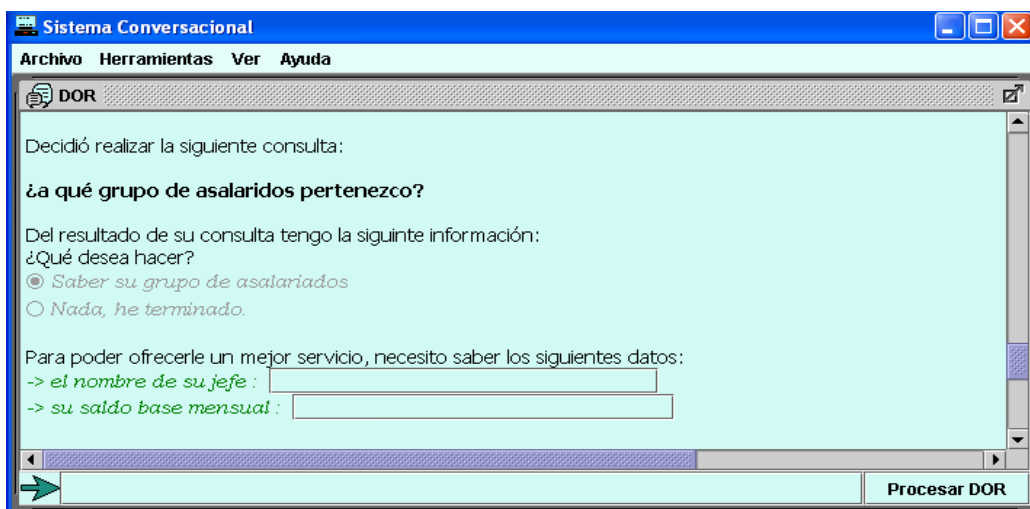 Sistema Conversacional
Archivo Herramientas Ver Ayuda
DOR
Decidió realizar la siguiente consulta:
¿a qué grupo de asalaridos pertenezco?
Del resultado de su consulta tengo la siguinte información:
¿Qué desea hacer?
Saber su grupo de asalariados
Nada, he terminado.
Para poder ofrecerle un mejor servicio, necesito saber los siguientes datos:
-> el nombre de su jefe :
-> su saldo base mensual :
Procesar DOR